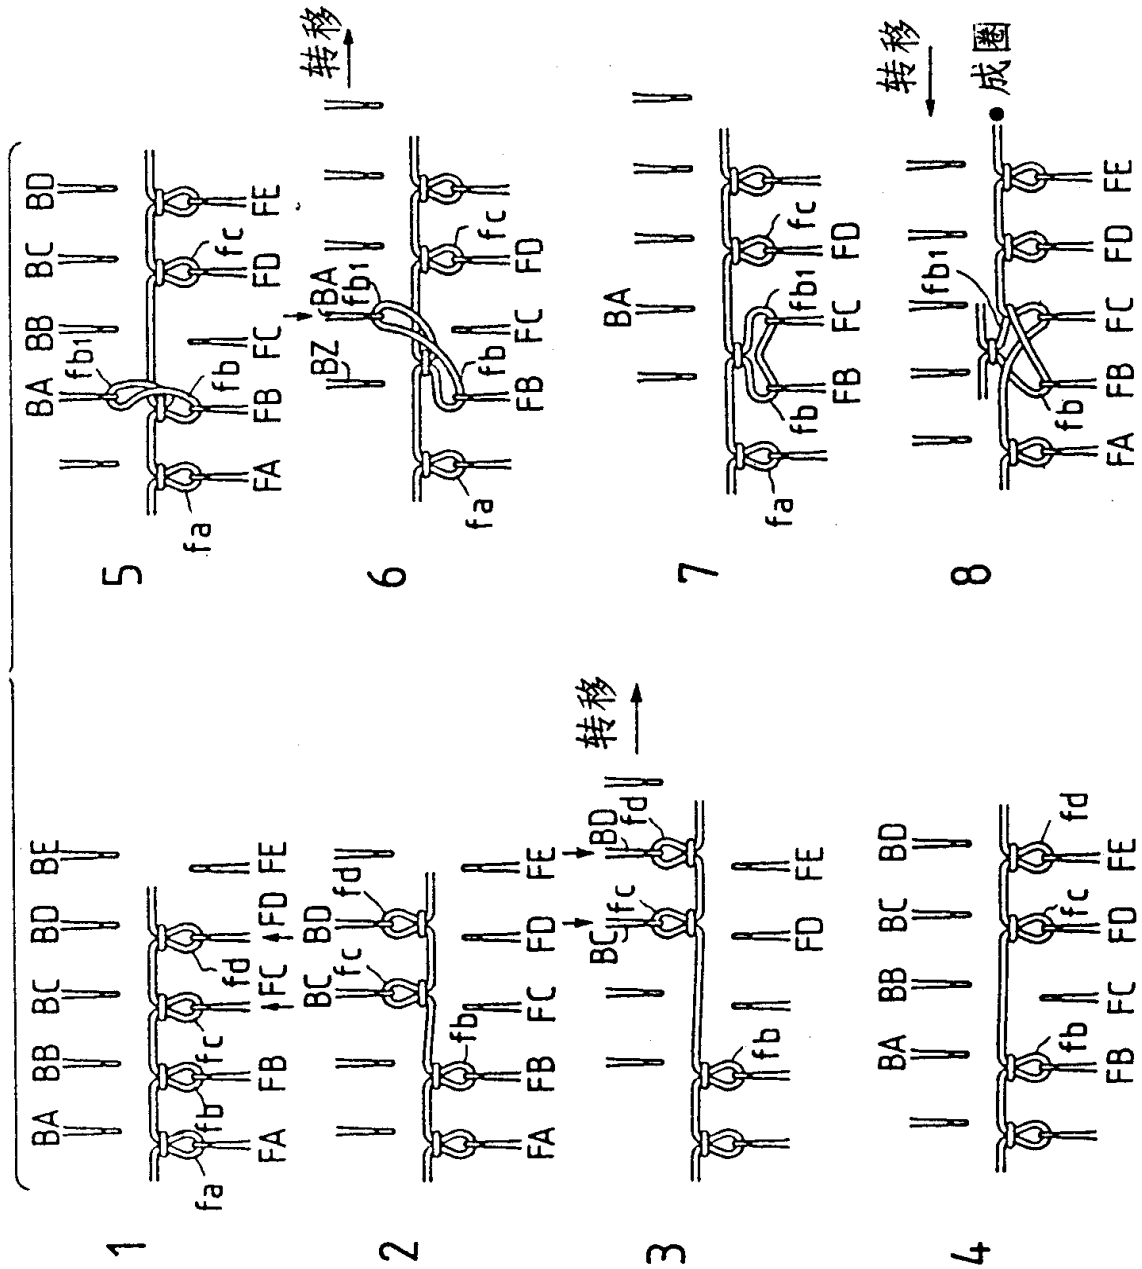 1
BA BB BC BD BE
fa fb fc fd
FA FB FC FD FE
2
BC BD
fc fd
fb
FA FB FC FD FE
3
转移
BC BD
fc fd
fb
FD FE
4
BA BB BC BD
fb fc fd
FB FC FD FE
5
BA BB BC BD
fb1
fa fb fc
FA FB FC FD FE
6
转移
BZ BA
fb1
fa fb fc
FB FC FD
7
BA
fa fb fb1 fc
FB FC FD
8
转移
成圈
fb1
fb
FA FB FC FD FE